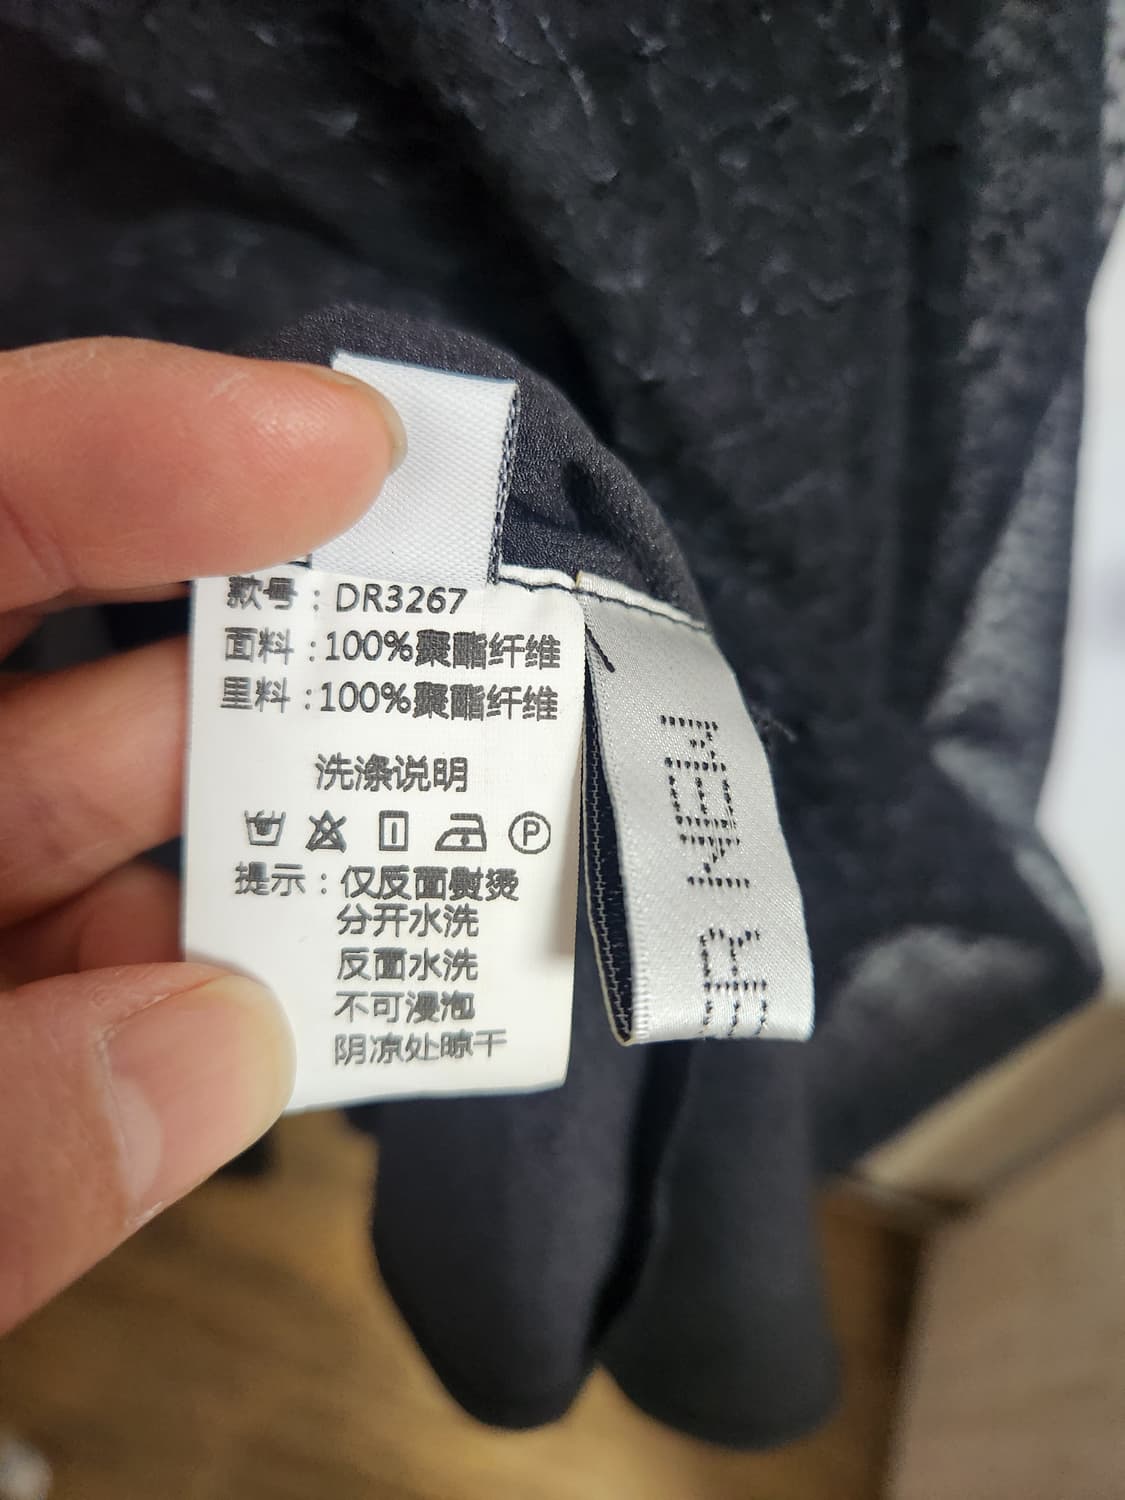 款号：DR3267
面料：100%聚酯纤维
里料：100%聚酯纤维
洗涤说明
P
提示：仅反面熨烫
分开水洗
反面水洗
不可浸泡
阴凉处晾干